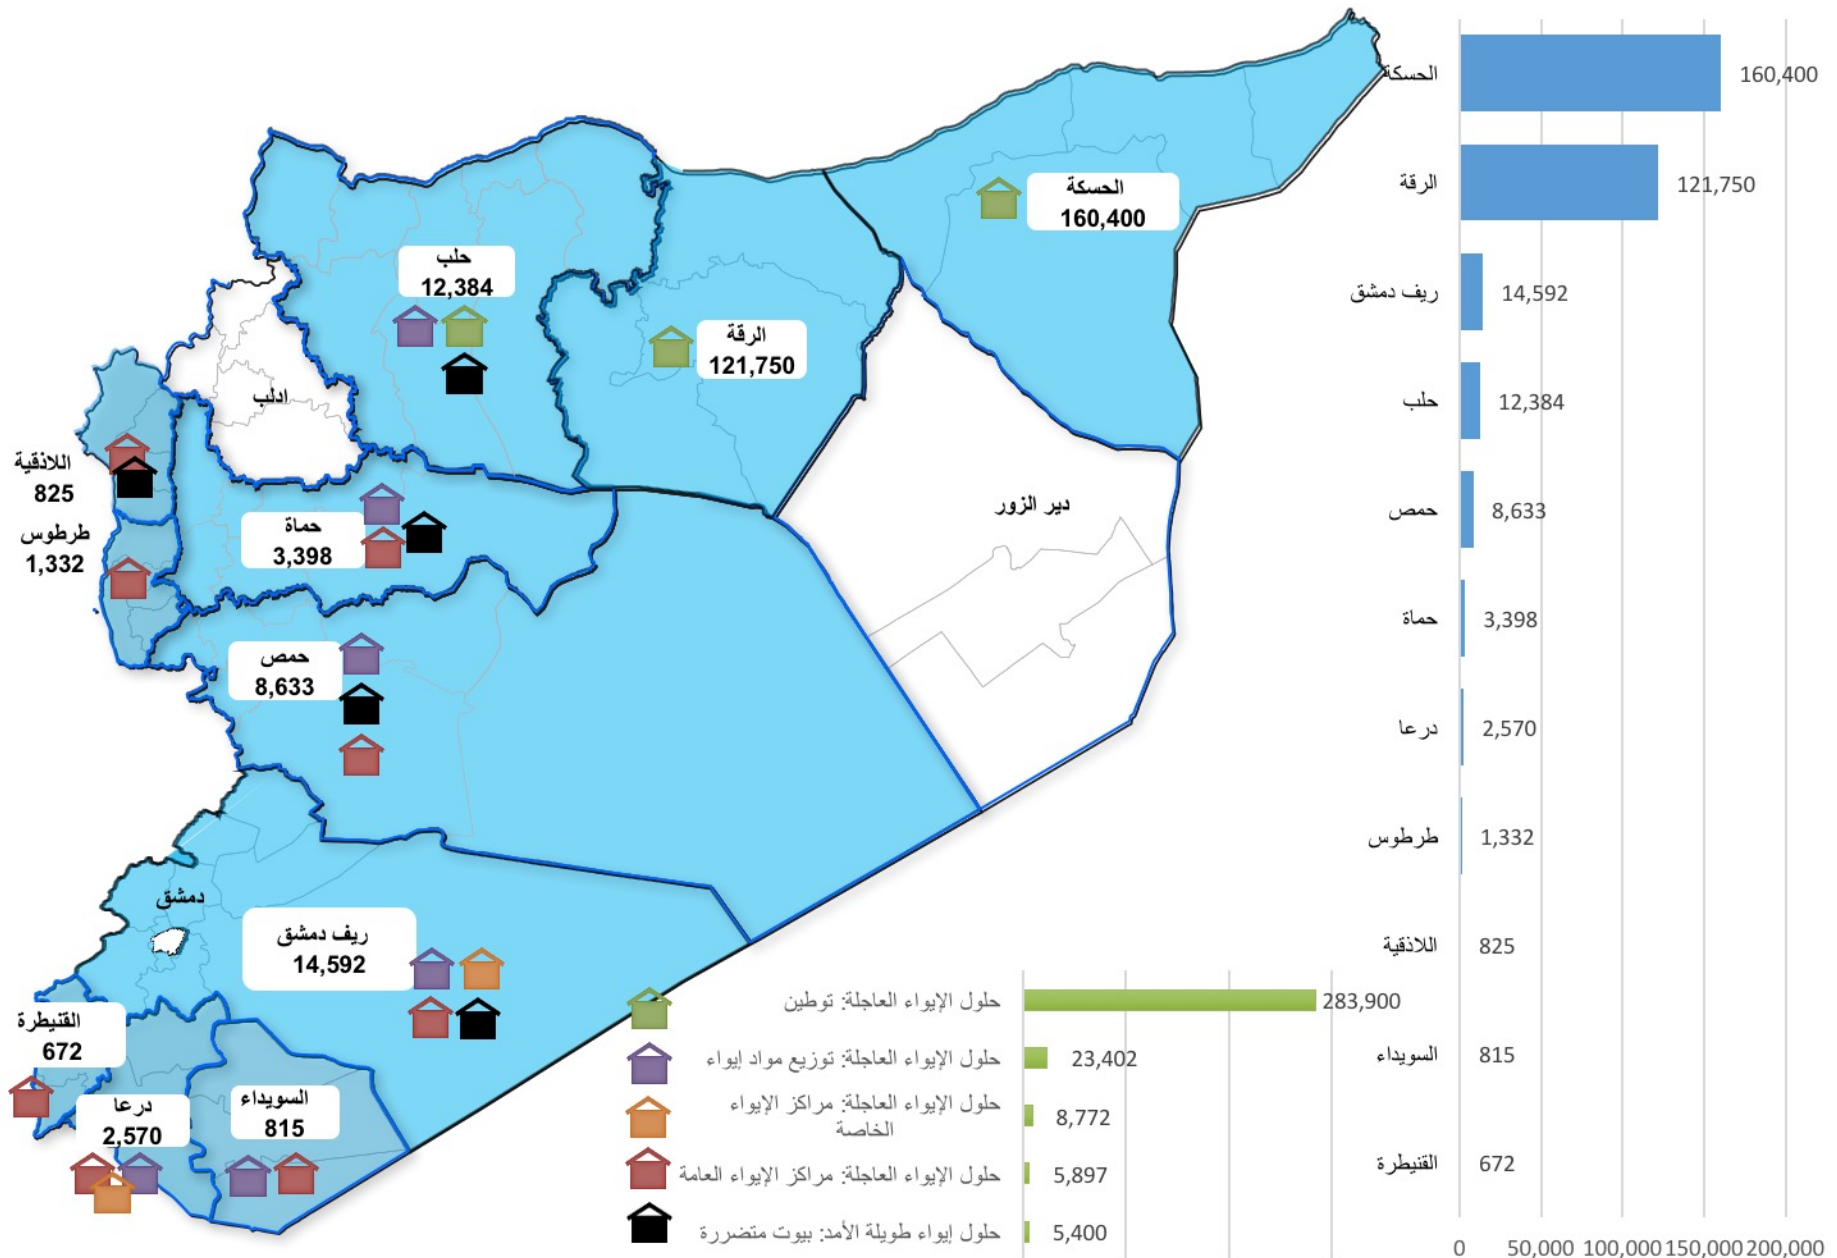 الحسكة
160,400
حلب
12,384
الرقة
121,750
ادلب
اللاذقية
825
طرطوس
1,332
حماة
3,398
دير الزور
حمص
8,633
دمشق
ريف دمشق
14,592
القنيطرة
672
درعا
2,570
السويداء
815
حلول الإيواء العاجلة: توطين
283,900
حلول الإيواء العاجلة: توزيع مواد إيواء
23,402
حلول الإيواء العاجلة: مراكز الإيواء
الخاصة
8,772
حلول الإيواء العاجلة: مراكز الإيواء العامة
5,897
حلول إيواء طويلة الأمد: بيوت متضررة
5,400
الحسكة
160,400
الرقة
121,750
ريف دمشق
14,592
حلب
12,384
حمص
8,633
حماة
3,398
درعا
2,570
طرطوس
1,332
اللاذقية
825
السويداء
815
القنيطرة
672
0 50,000 100,000 150,000 200,000